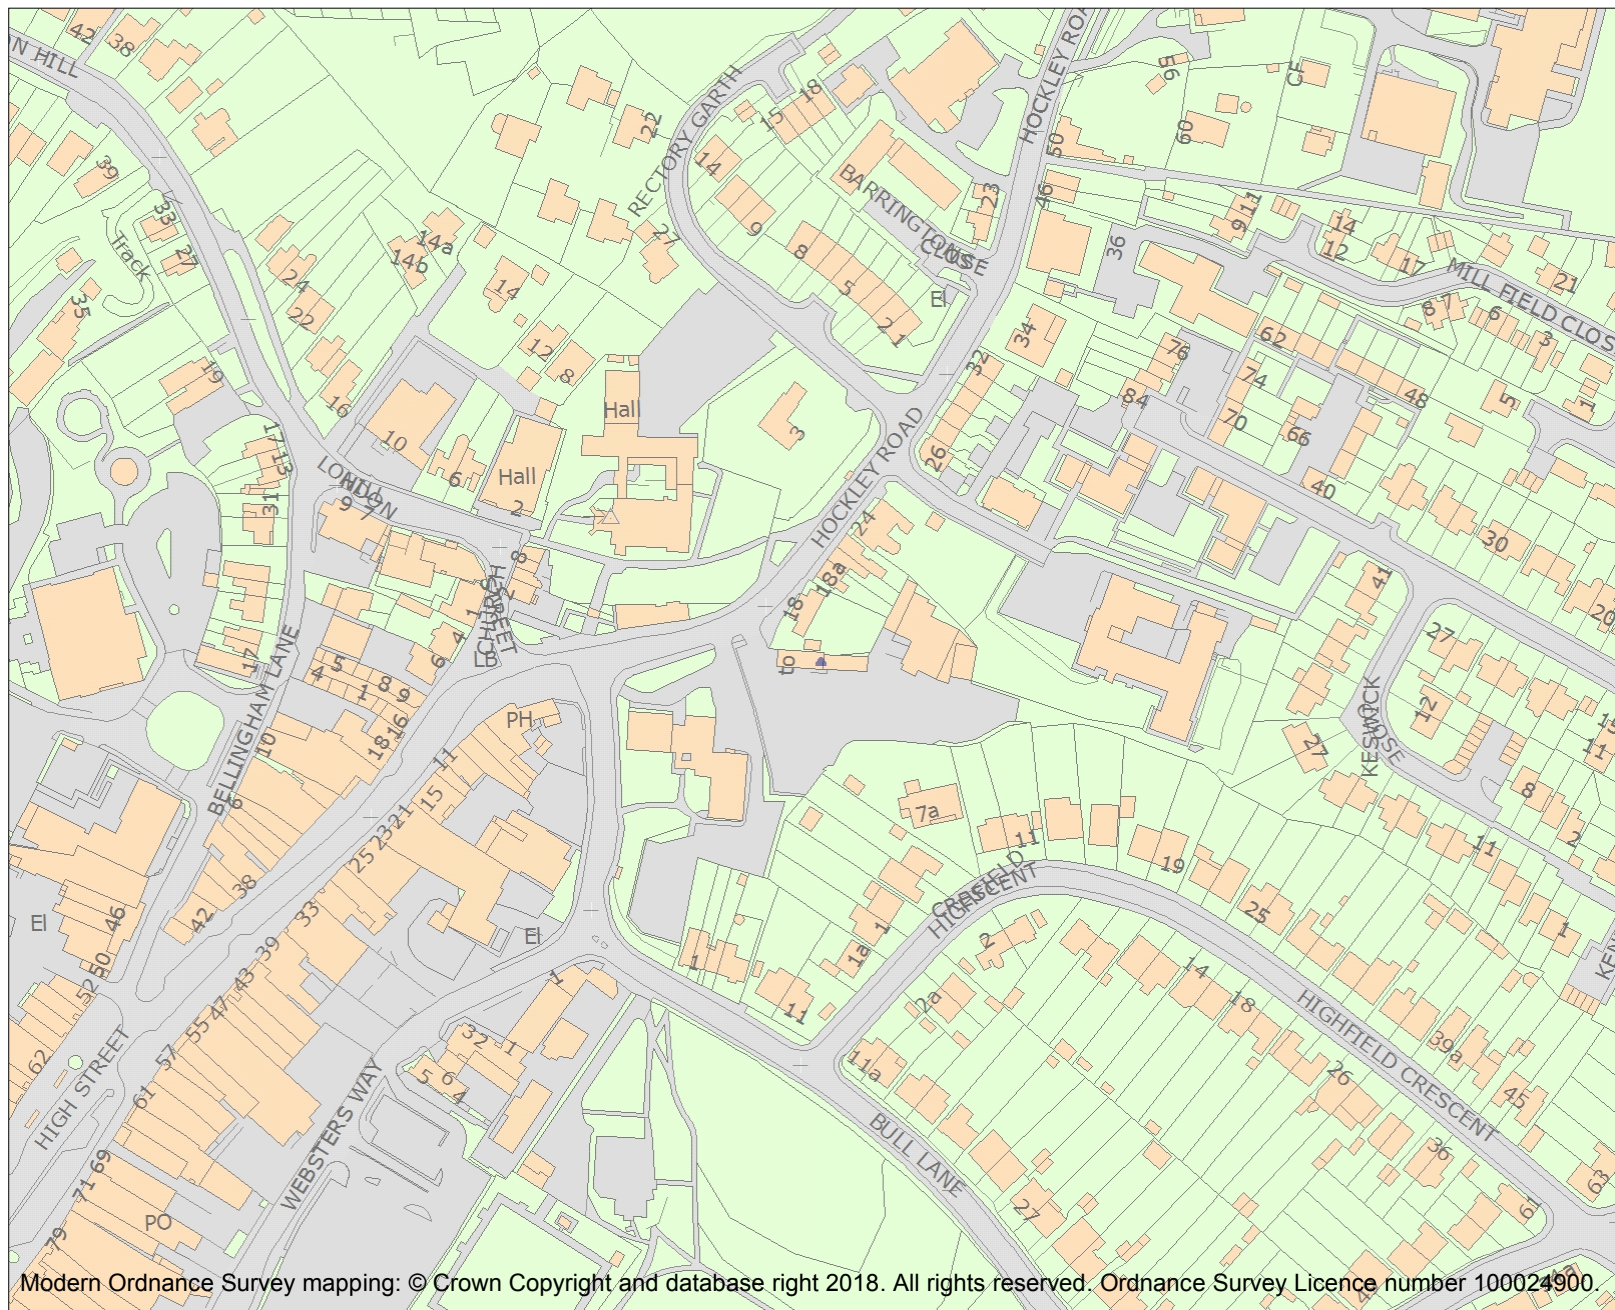 42
38
ON HILL
39
33
27
Track
35
24
22
19
16
14a
14b
14
12
8
10
6
Hall
Hall
2
22
RECTORY GARTH
27
18
15
14
9
8
5
2 1
BARRINGTONS
CLOSE
23
El
HOCKLEY ROAD
50
46
56
60
CF
36
34
32
26
3
HOCKLEY ROAD
24
18a
18
9 11
14
12
17
MILL FIELD CLOS
21
8 7
6
3
5
1
62
48
76
84
74
70
66
40
30
20
41
27
12
KESWICK
CLOSE
27
15
11
8
2
11
1
KEN
17 13
31
LONDON
HILL
9 7
8
2
CHURCH
STREET
1
4
6
LB
17
BELLINGHAM LANE
4 5
1 8 9
16
18
10
6
PH
11
15
21
23
25
38
42
33
39
43
47
55
57
61
69
71
79
PO
El
46
50
52
62
HIGH STREET
WEBSTERS WAY
El
1
3 2 1
5 6 4
to
7a
11
19
25
HIGHFIELD
CRESCENT
1
1a
1
11
2
2a
11a
14
18
26
36
39a
45
HIGHFIELD CRESCENT
61
63
BULL LANE
27
Modern Ordnance Survey mapping: © Crown Copyright and database right 2018. All rights reserved. Ordnance Survey Licence number 100024900.